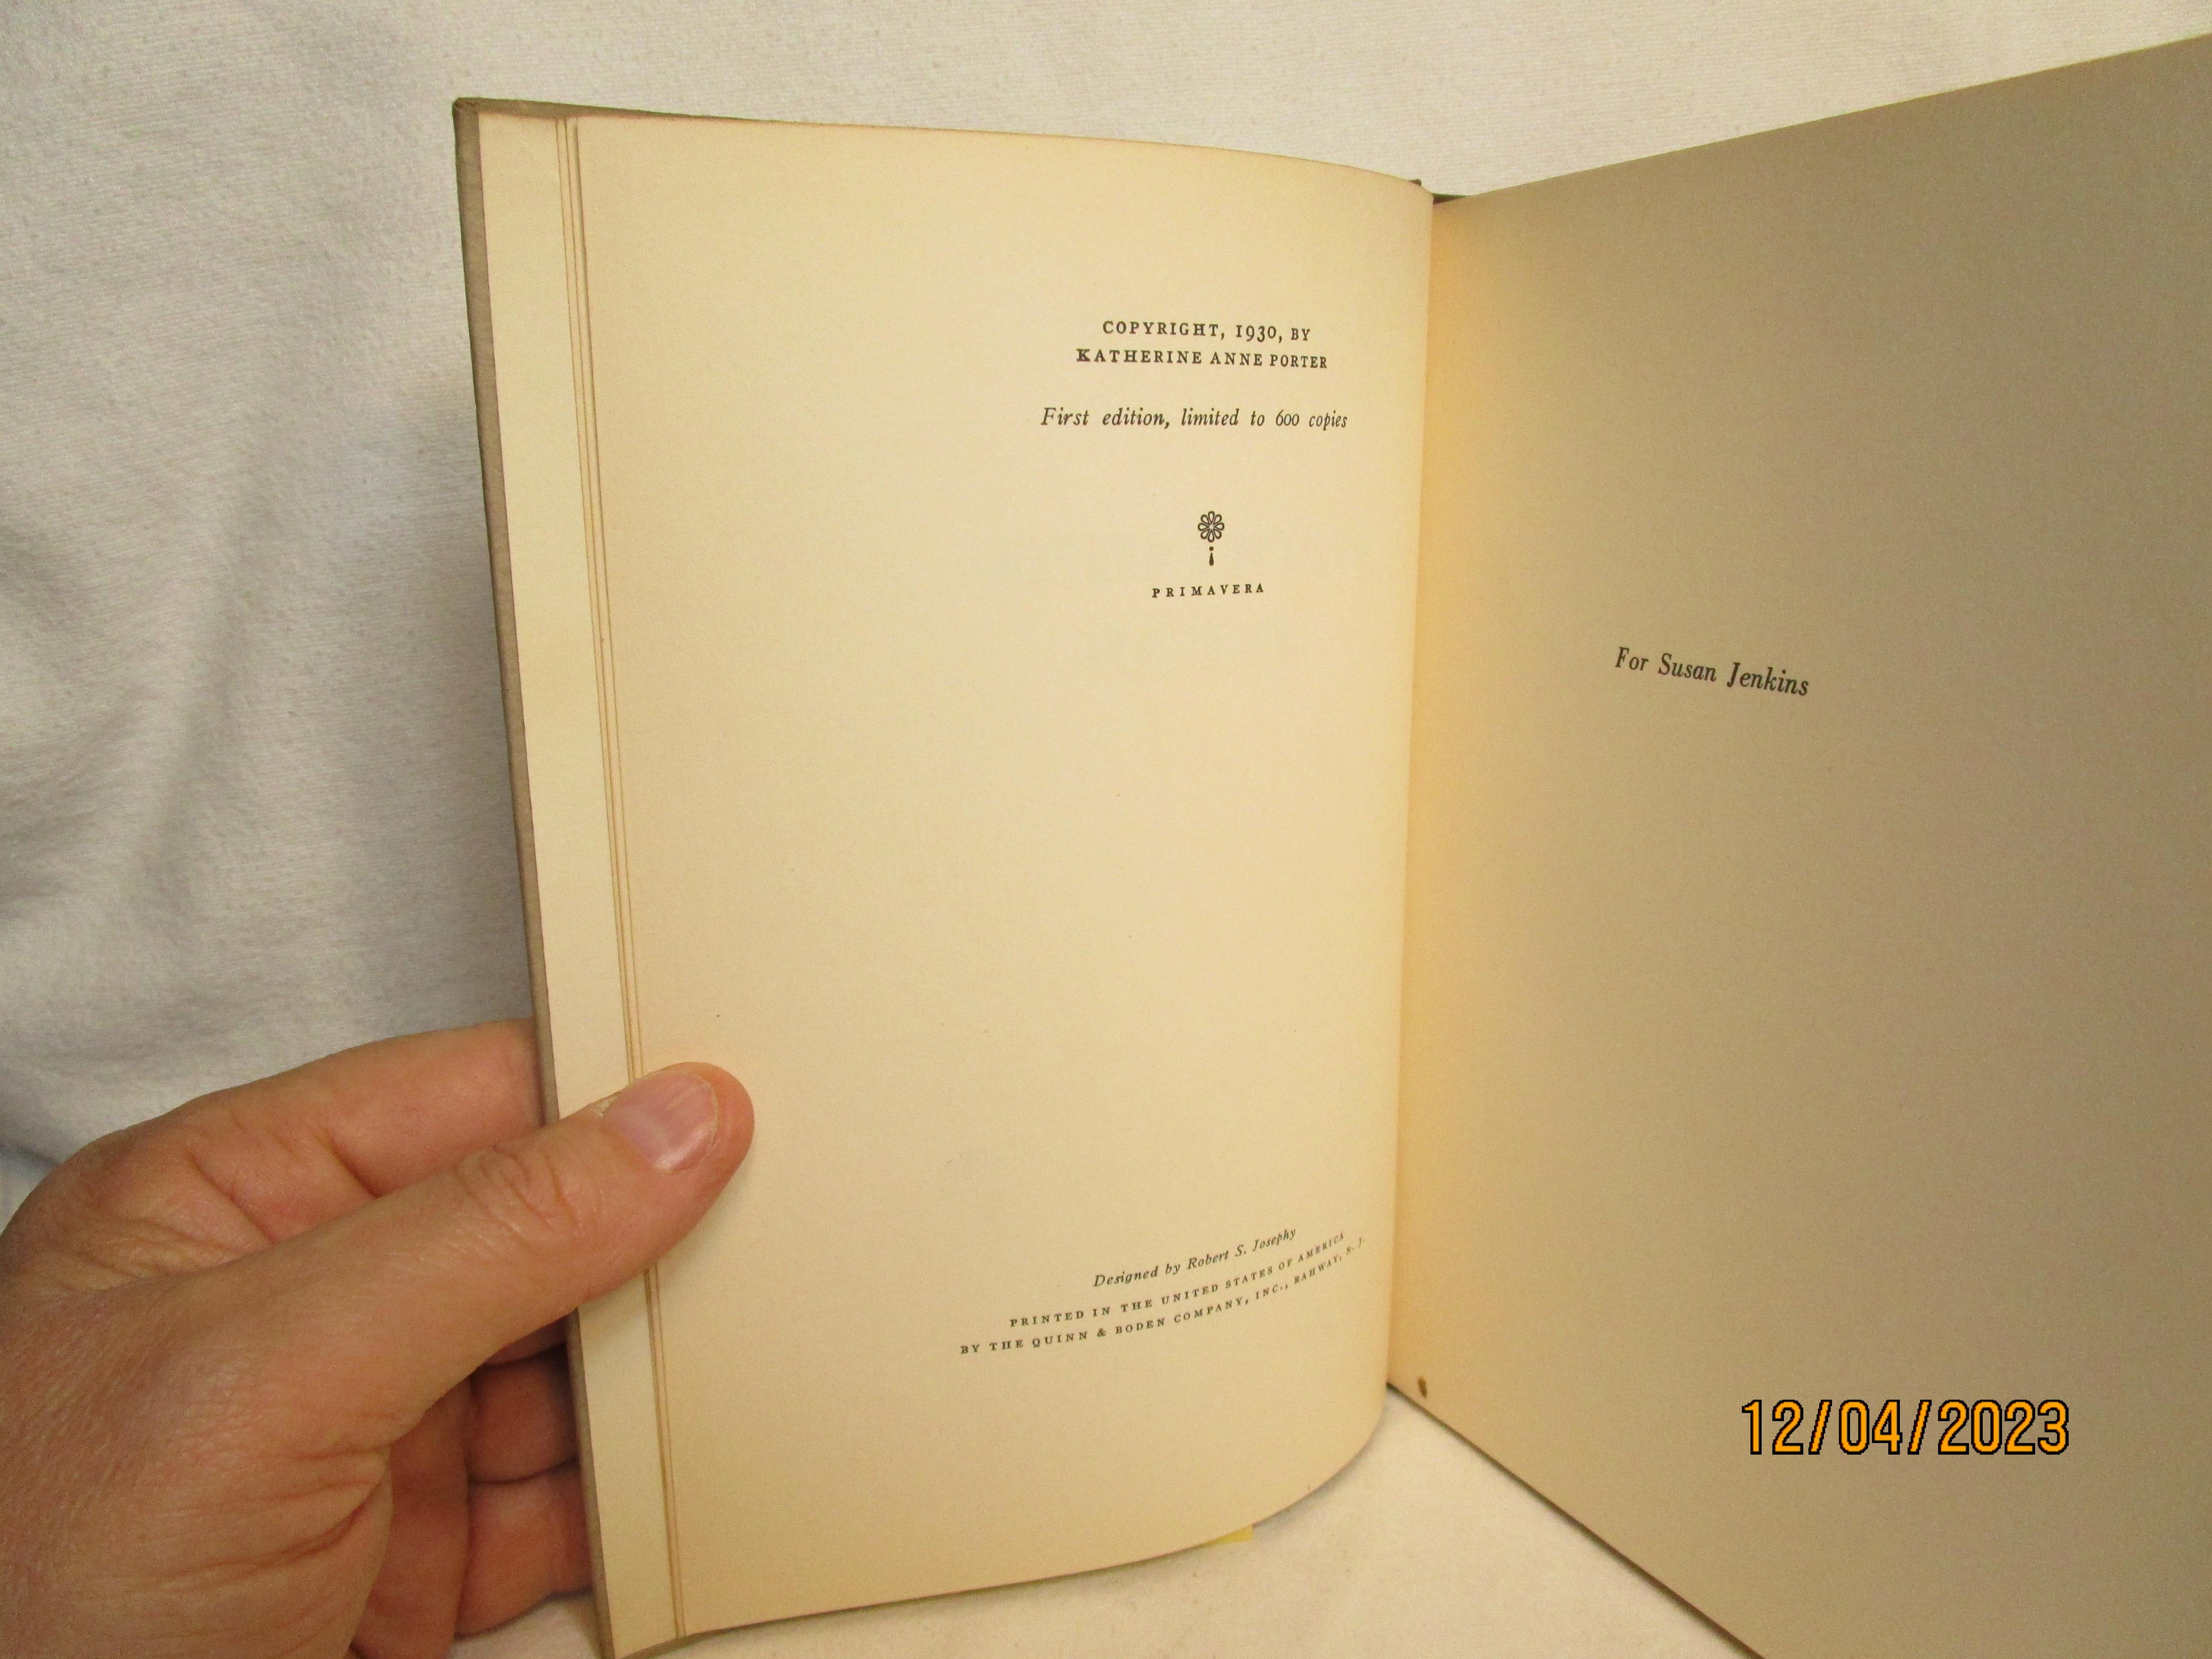 COPYRIGHT, 1930, BY
KATHERINE ANNE PORTER
First edition, limited to 600 copies
PRIMAVERA
Designed by Robert S. Josephy
PRINTED IN THE UNITED STATES OF AMERICA
BY THE QUINN & BODEN COMPANY, INC., RAHWAY, N. J.
For Susan Jenkins
12/04/2023